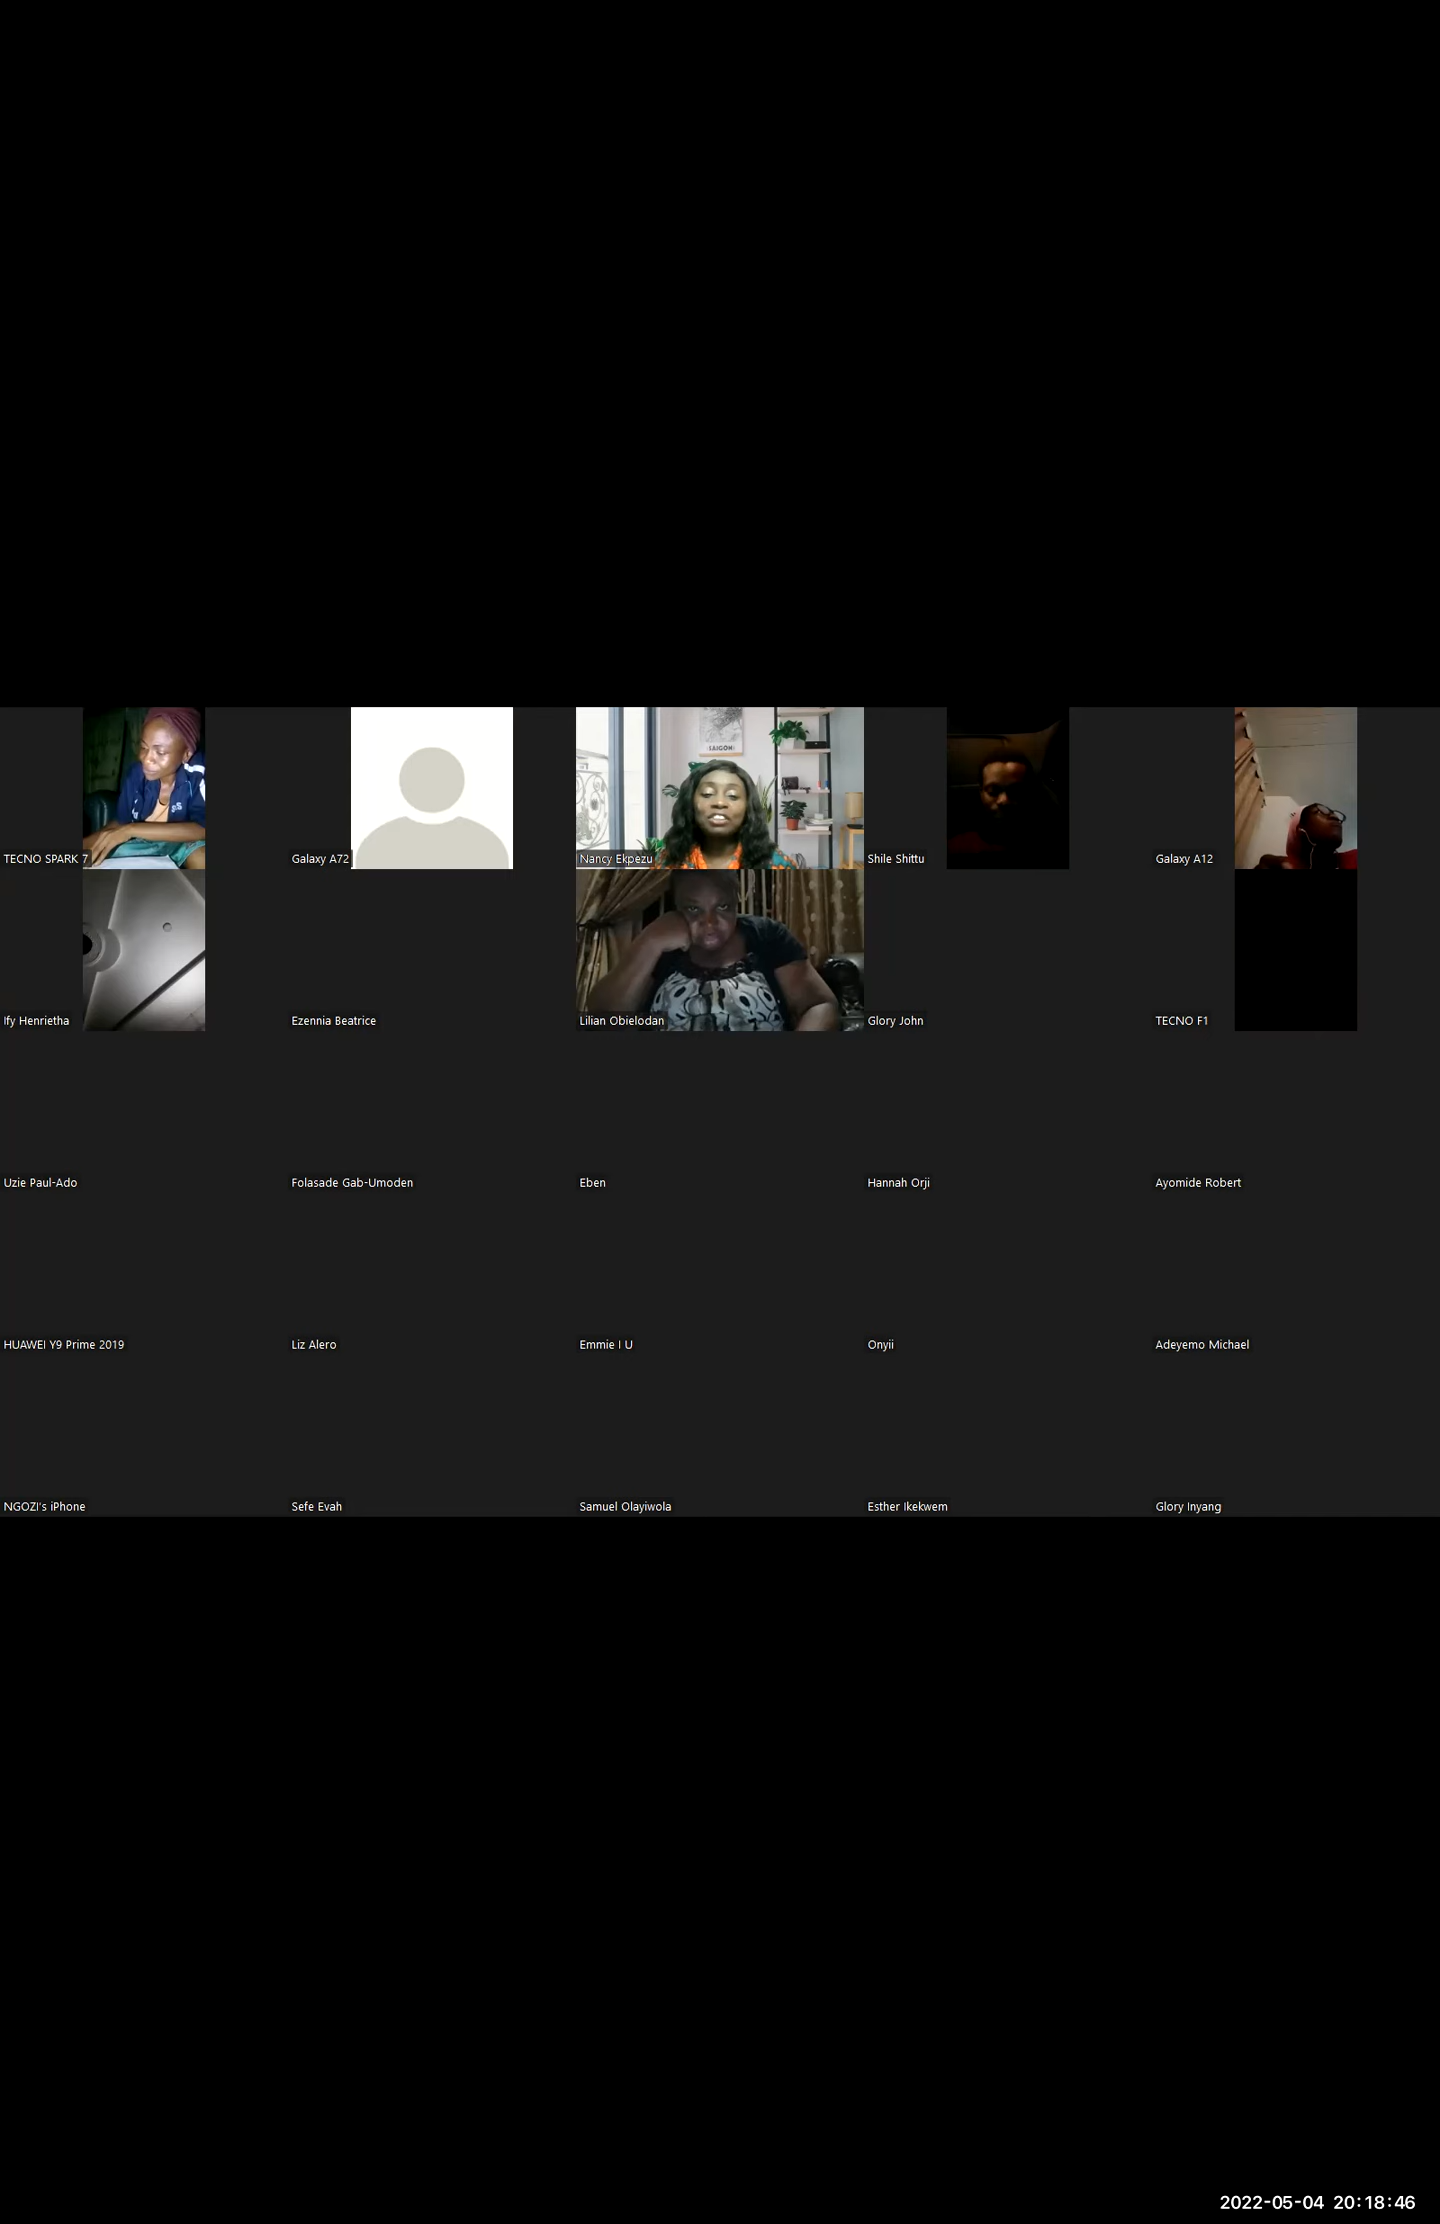 SAIGON
TECNO SPARK 7
Galaxy A72
Nancy Ekpezu
Shile Shittu
Galaxy A12
Ify Henrietha
Ezennia Beatrice
Lilian Obielodan
Glory John
TECNO F1
Uzie Paul-Ado
Folasade Gab-Umoden
Eben
Hannah Orji
Ayomide Robert
HUAWEI Y9 Prime 2019
Liz Alero
Emmie I U
Onyii
Adeyemo Michael
NGOZI's iPhone
Sefe Evah
Samuel Olayiwola
Esther Ikekwem
Glory Inyang
2022-05-04 20:18:46